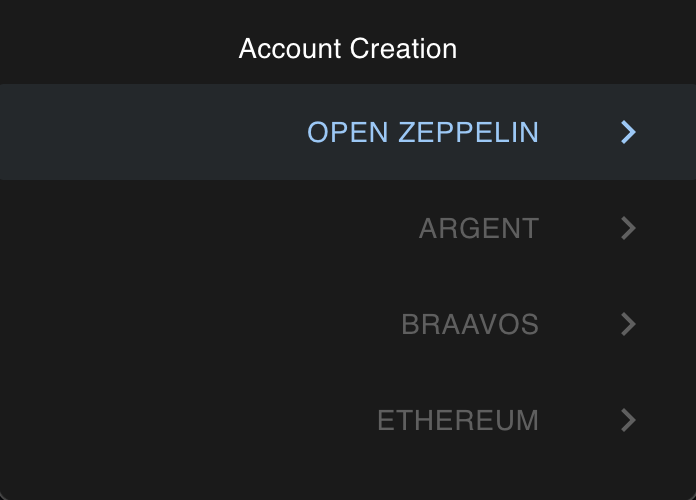 Account Creation
OPEN ZEPPELIN
ARGENT
BRAAVOS
ETHEREUM